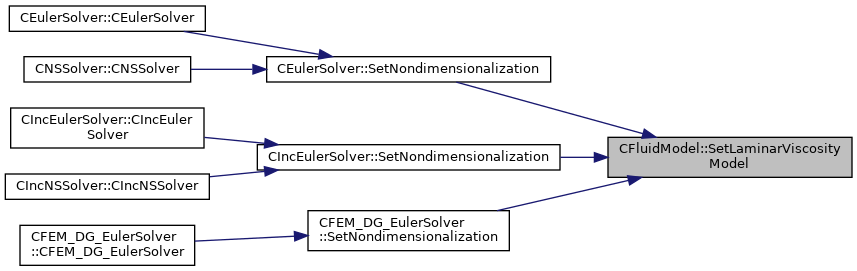 CEulerSolver::CEulerSolver
CNSSolver::CNSSolver
CEulerSolver::SetNondimensionalization
CIncEulerSolver::CIncEuler
Solver
CIncNSSolver::CIncNSSolver
CIncEulerSolver::SetNondimensionalization
CFEM_DG_EulerSolver
::CFEM_DG_EulerSolver
CFEM_DG_EulerSolver
::SetNondimensionalization
CFluidModel::SetLaminarViscosity
Model